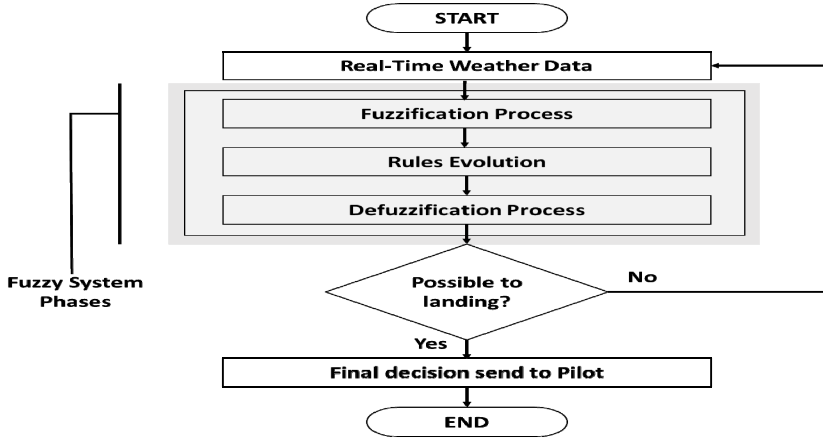 START
Real-Time Weather Data
Fuzzification Process
Rules Evolution
Defuzzification Process
Fuzzy System
Phases
Possible to
landing?
No
Yes
Final decision send to Pilot
END